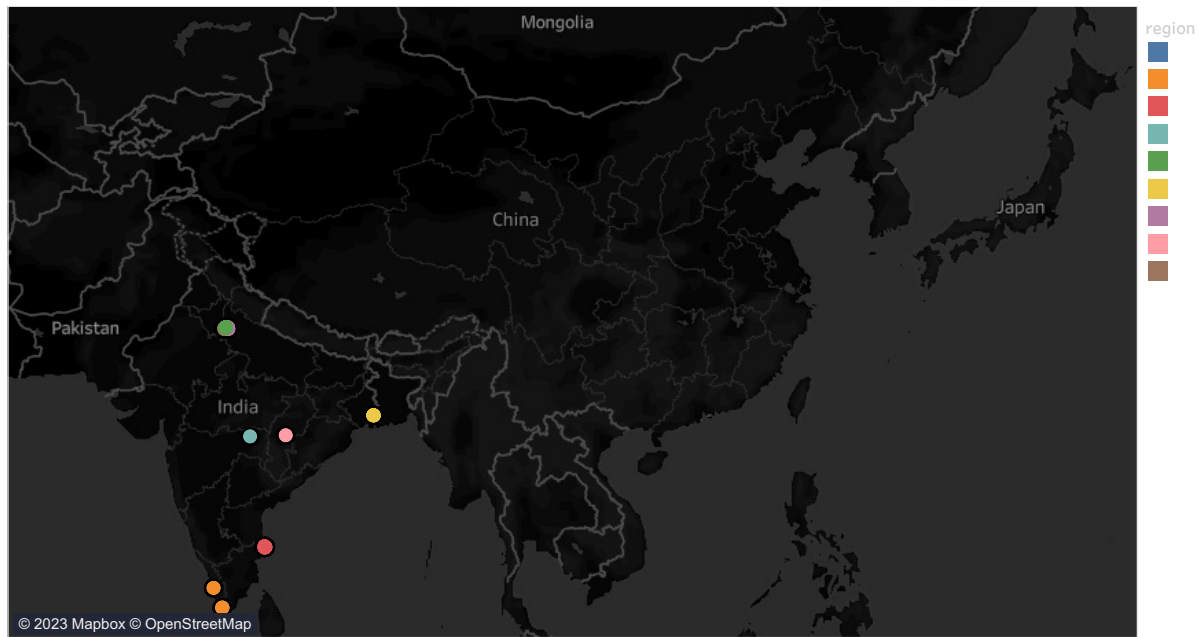 Mongolia
region
China
Japan
Pakistan
India
© 2023 Mapbox © OpenStreetMap